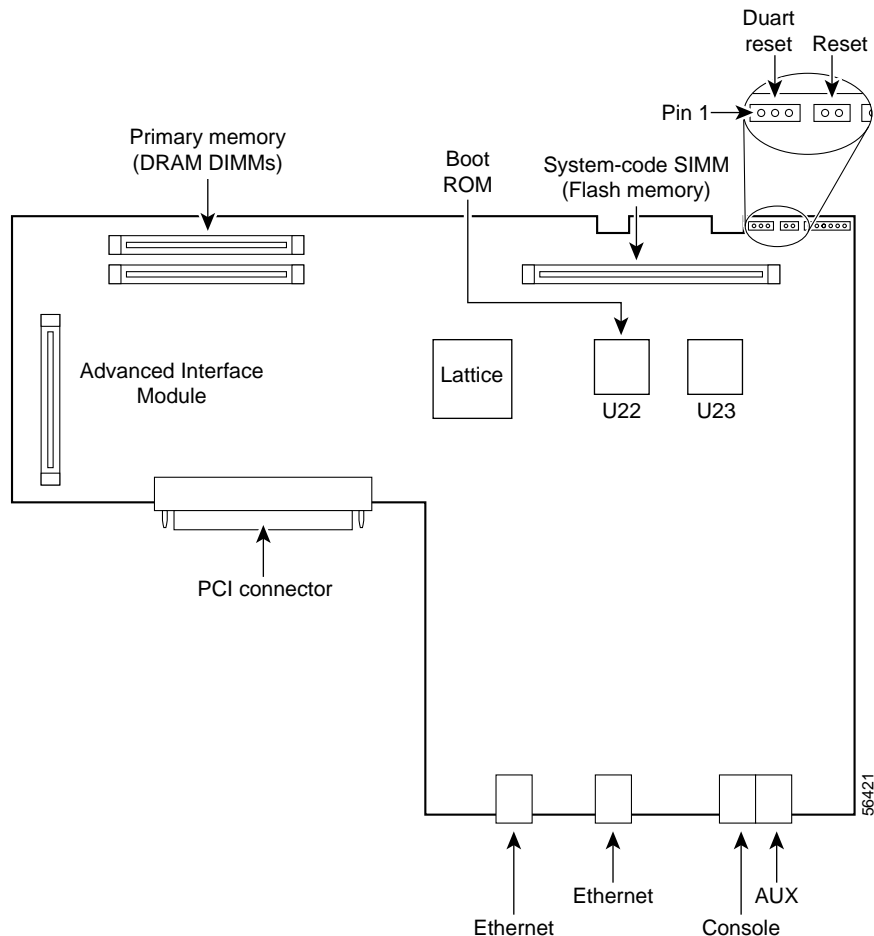 Duart
reset
Reset
Pin 1
Primary memory
(DRAM DIMMs)
Boot
ROM
System-code SIMM
(Flash memory)
Advanced Interface
Module
Lattice
U22
U23
PCI connector
56421
Ethernet
Ethernet
Console
AUX